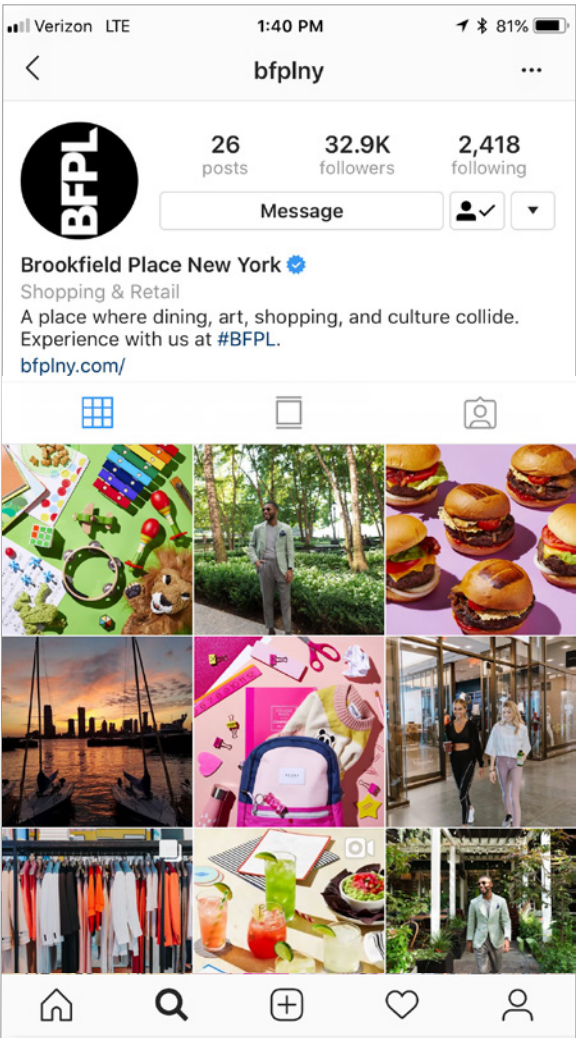 Verizon LTE 1:40 PM 81%
bfplny
BFPL
26 32.9K 2,418
posts followers following
Message
Brookfield Place New York
Shopping & Retail
A place where dining, art, shopping, and culture collide.
Experience with us at #BFPL.
bfplny.com/